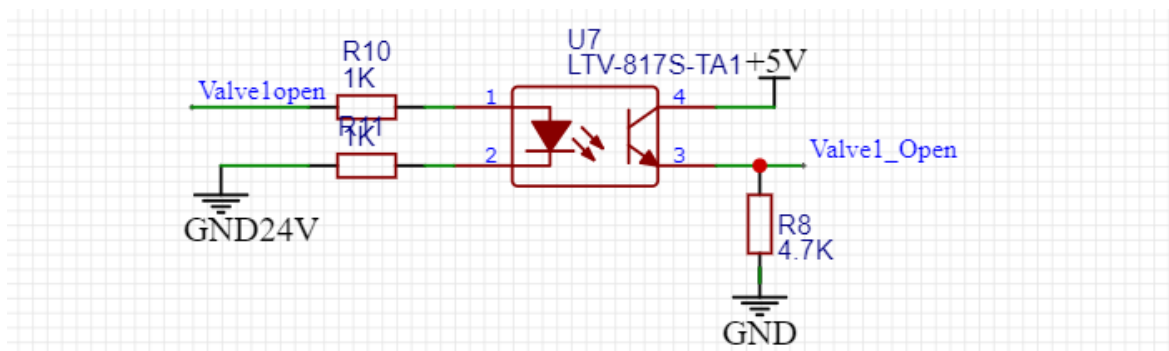 R10
1K
Valve1open
R11
1K
GND24V
U7
LTV-817S-TA1
+5V
1
2
4
3
Valve1_Open
R8
4.7K
GND